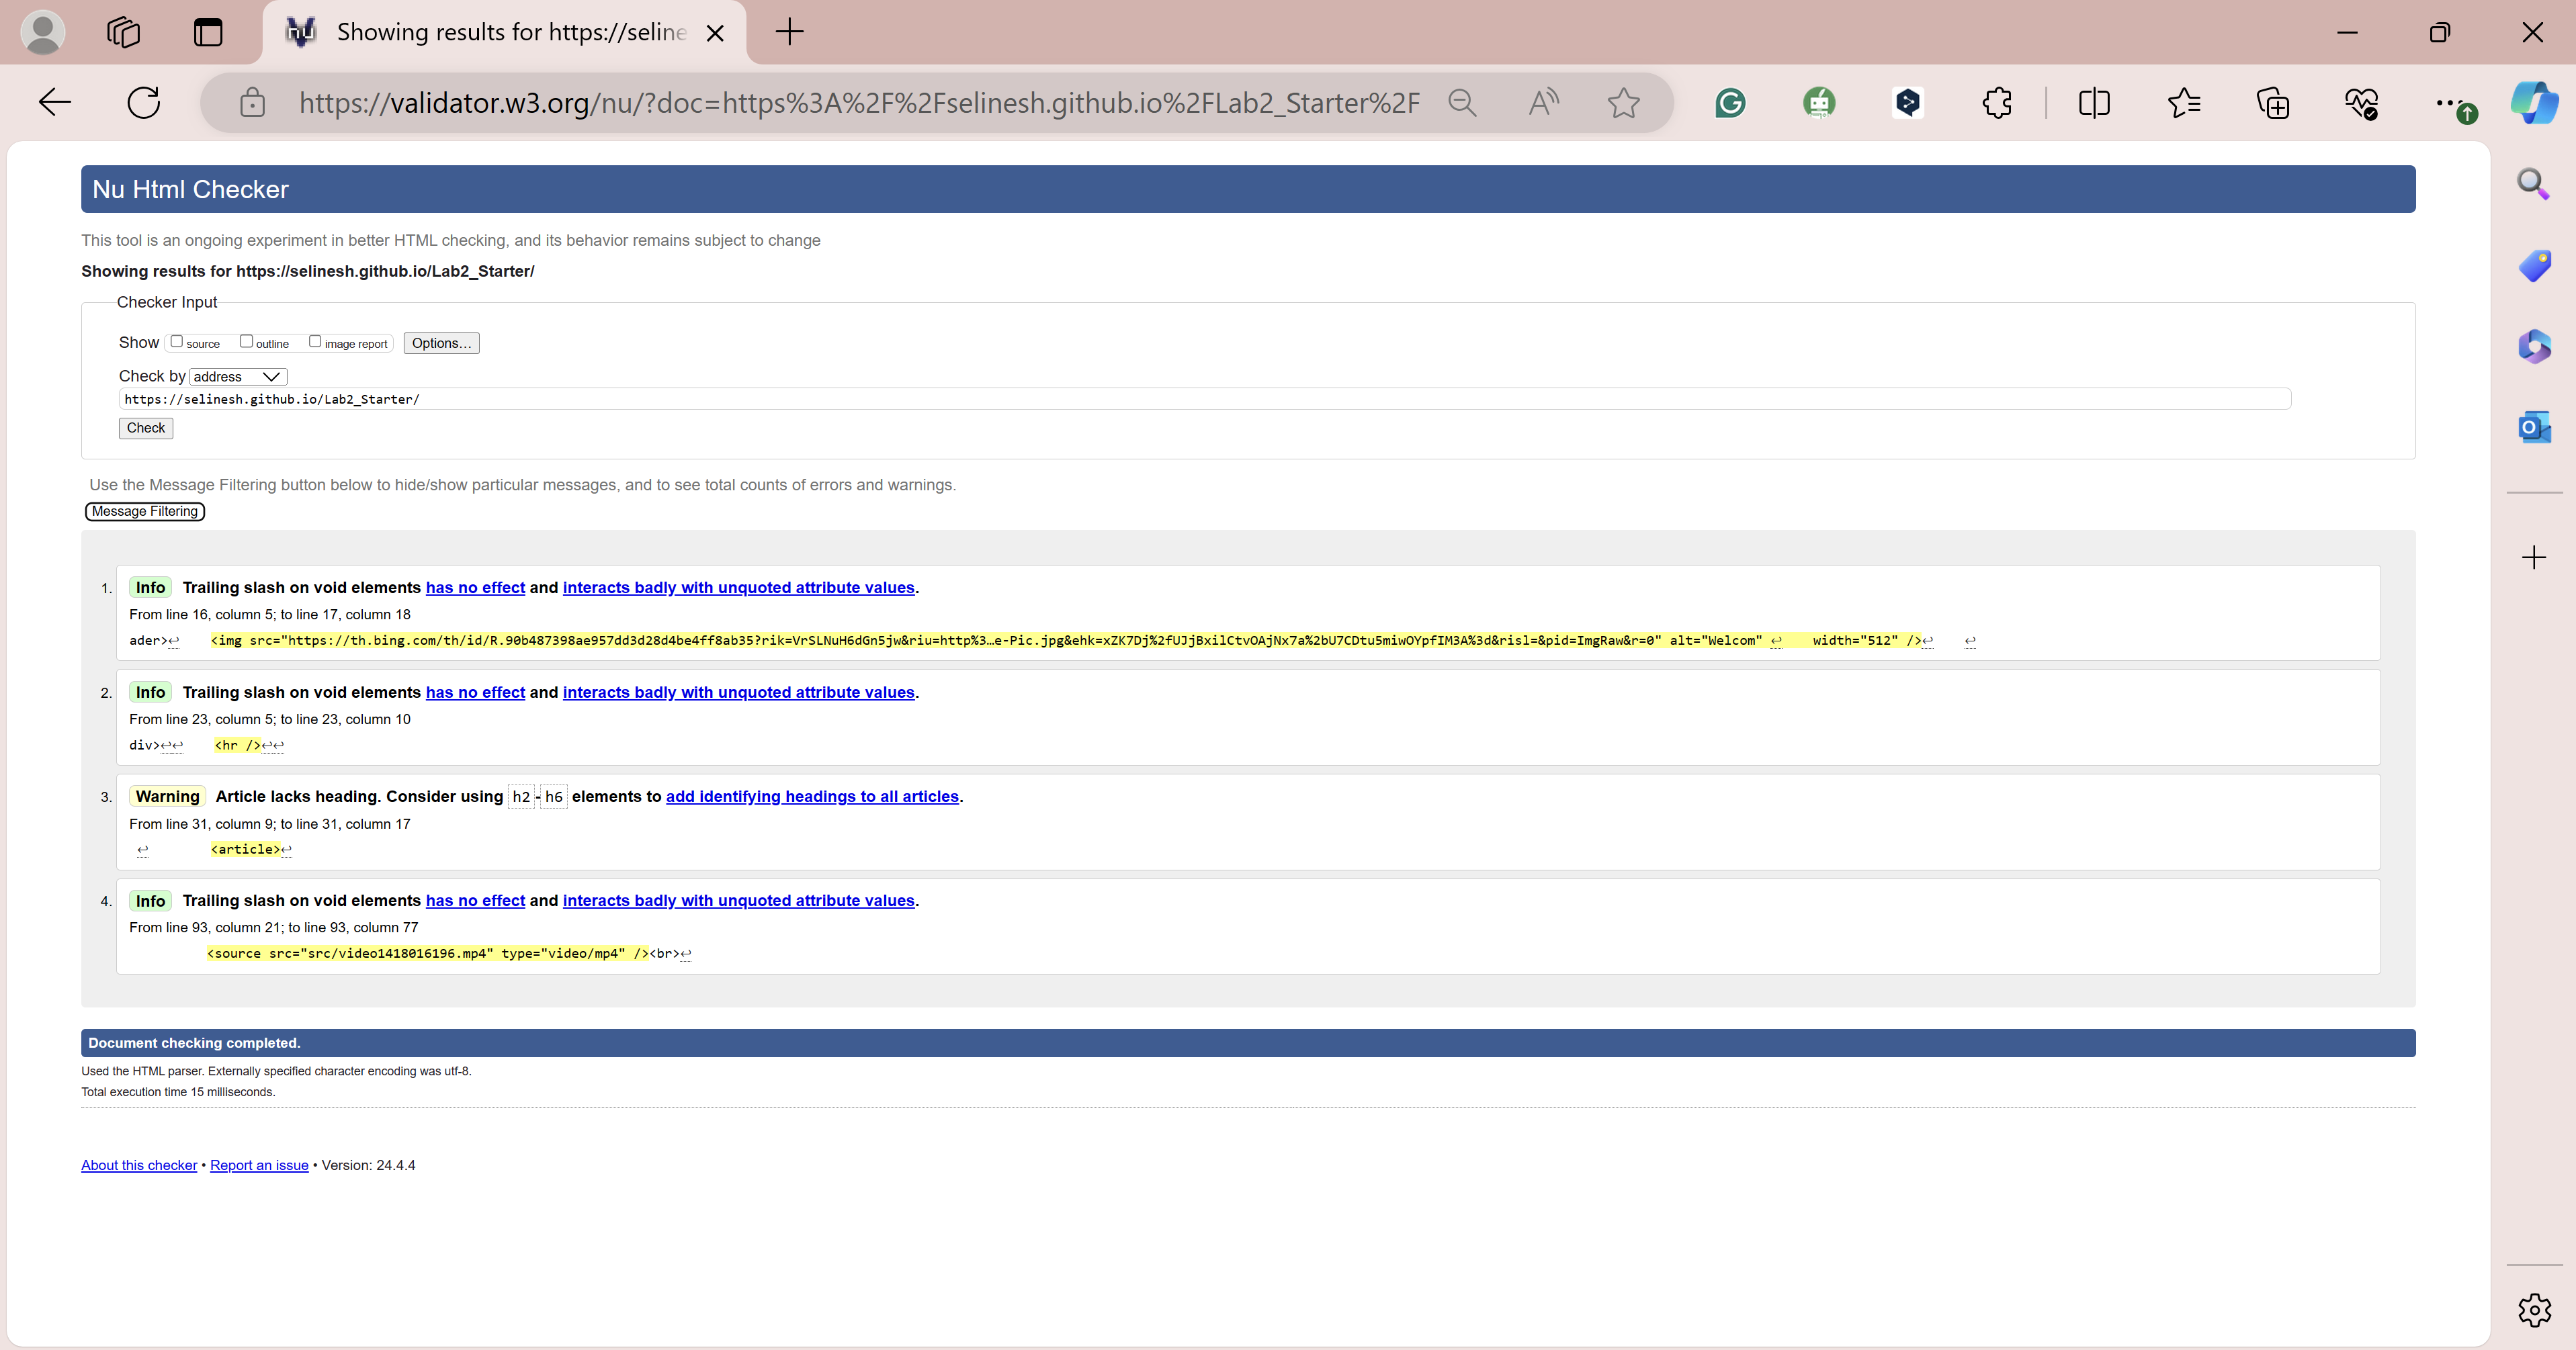 Showing results for https://seline
https://validator.w3.org/nu/?doc=https%3A%2F%2Fselinesh.github.io%2FLab2_Starter%2F
Nu Html Checker
This tool is an ongoing experiment in better HTML checking, and its behavior remains subject to change
Showing results for https://selinesh.github.io/Lab2_Starter/
Checker Input
Show source outline image report Options...
Check by address
https://selinesh.github.io/Lab2_Starter/
Check
Use the Message Filtering button below to hide/show particular messages, and to see total counts of errors and warnings.
Message Filtering
1. Info Trailing slash on void elements has no effect and interacts badly with unquoted attribute values.
From line 16, column 5; to line 17, column 18
ader>↩ <img src="https://th.bing.com/th/id/R.90b487398ae957dd3d28d4be4ff8ab35?rik=VrSLNuH6dGn5jw&riu=http%3…e-Pic.jpg&ehk=xZK7Dj%2fUJjBxilCtvOAjNx7a%2bU7CDtu5miwOYpfIM3A%3d&risl=&pid=ImgRaw&r=0" alt="Welcom" ↩ width="512" />↩ ↩
2. Info Trailing slash on void elements has no effect and interacts badly with unquoted attribute values.
From line 23, column 5; to line 23, column 10
div>↩↩ <hr />↩↩
3. Warning Article lacks heading. Consider using h2-h6 elements to add identifying headings to all articles.
From line 31, column 9; to line 31, column 17
↩ <article>↩
4. Info Trailing slash on void elements has no effect and interacts badly with unquoted attribute values.
From line 93, column 21; to line 93, column 77
<source src="src/video1418016196.mp4" type="video/mp4" /><br>↩
Document checking completed.
Used the HTML parser. Externally specified character encoding was utf-8.
Total execution time 15 milliseconds.
About this checker • Report an issue • Version: 24.4.4